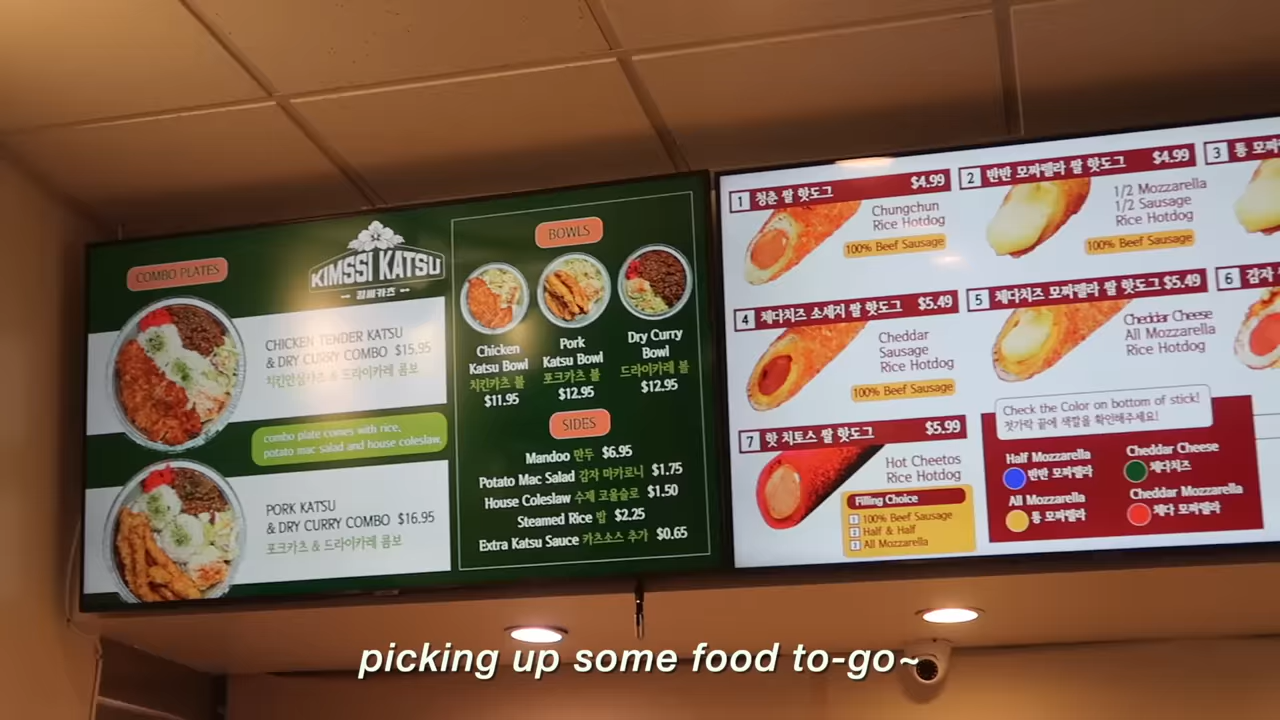 COMBO PLATES
KIMSSI KATSU
김씨카츠
CHICKEN TENDER KATSU
& DRY CURRY COMBO $15.95
치킨안심카츠 & 드라이카레 콤보
combo plate comes with rice,
potato mac salad and house coleslaw.
PORK KATSU
& DRY CURRY COMBO $16.95
포크카츠 & 드라이카레 콤보
BOWLS
Chicken
Katsu Bowl
치킨카츠 볼
$11.95
Pork
Katsu Bowl
포크카츠 볼
$12.95
Dry Curry
Bowl
드라이카레 볼
$12.95
SIDES
Mandoo 만두 $6.95
Potato Mac Salad 감자 마카로니 $1.75
House Coleslaw 수제 코울슬로 $1.50
Steamed Rice 밥 $2.25
Extra Katsu Sauce 카츠소스 추가 $0.65
1 청춘 쌀 핫도그 $4.99
Chungchun
Rice Hotdog
100% Beef Sausage
2 반반 모짜렐라 쌀 핫도그 $4.99
1/2 Mozzarella
1/2 Sausage
Rice Hotdog
100% Beef Sausage
3 통 모짜
4 체다치즈 소세지 쌀 핫도그 $5.49
Cheddar
Sausage
Rice Hotdog
100% Beef Sausage
5 체다치즈 모짜렐라 쌀 핫도그 $5.49
Cheddar Cheese
All Mozzarella
Rice Hotdog
6 감자
7 핫 치토스 쌀 핫도그 $5.99
Hot Cheetos
Rice Hotdog
Filling Choice
1 100% Beef Sausage
2 Half & Half
3 All Mozzarella
Check the Color on bottom of stick!
젓가락 끝에 색깔을 확인해주세요!
Half Mozzarella
반반 모짜렐라
Cheddar Cheese
체다치즈
All Mozzarella
통 모짜렐라
Cheddar Mozzarella
체다 모짜렐라
picking up some food to-go~